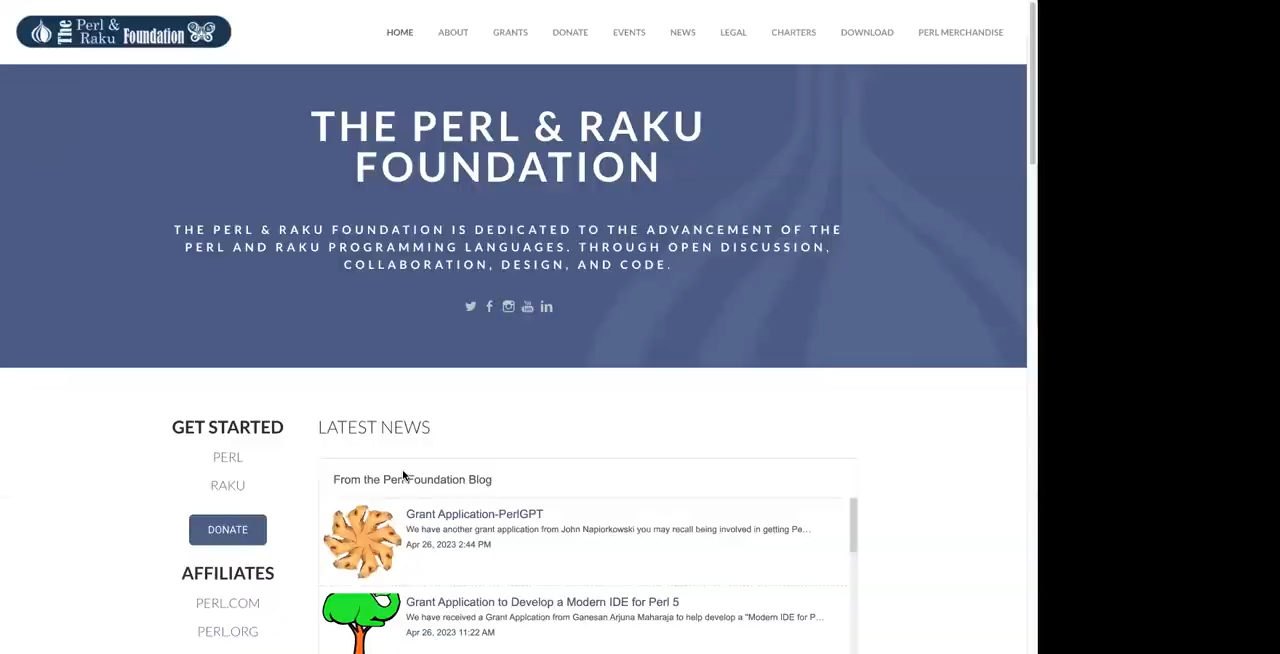 The Perl & Raku Foundation
HOME ABOUT GRANTS DONATE EVENTS NEWS LEGAL CHARTERS DOWNLOAD PERL MERCHANDISE
THE PERL & RAKU
FOUNDATION
THE PERL & RAKU FOUNDATION IS DEDICATED TO THE ADVANCEMENT OF THE
PERL AND RAKU PROGRAMMING LANGUAGES. THROUGH OPEN DISCUSSION,
COLLABORATION, DESIGN, AND CODE.
GET STARTED
PERL
RAKU
DONATE
AFFILIATES
PERL.COM
PERL.ORG
LATEST NEWS
From the Perl Foundation Blog
Grant Application-PerlGPT
We have another grant application from John Napiorkowski you may recall being involved in getting Pe...
Apr 26, 2023 2:44 PM
Grant Application to Develop a Modern IDE for Perl 5
We have received a Grant Application from Ganesan Arjuna Maharaja to help develop a "Modern IDE for P...
Apr 26, 2023 11:22 AM